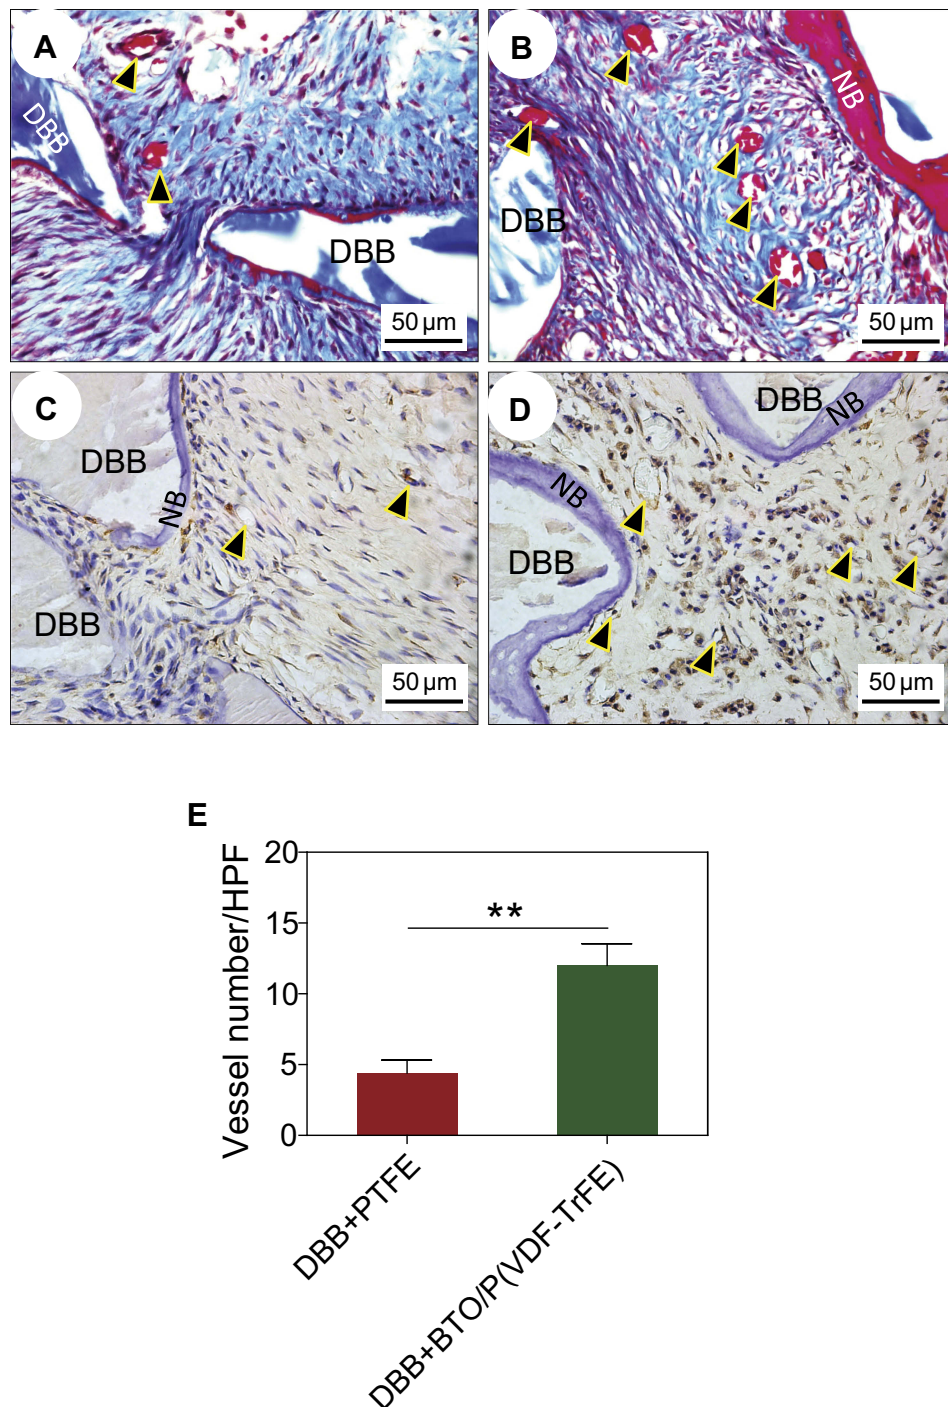 A
DBB
DBB
50 µm
B
NB
DBB
50 µm
C
DBB
NB
DBB
50 µm
D
DBB
NB
NB
DBB
50 µm
E
Vessel number/HPF
20
15
10
5
0
**
DBB+PTFE
DBB+BTO/P(VDF-TrFE)